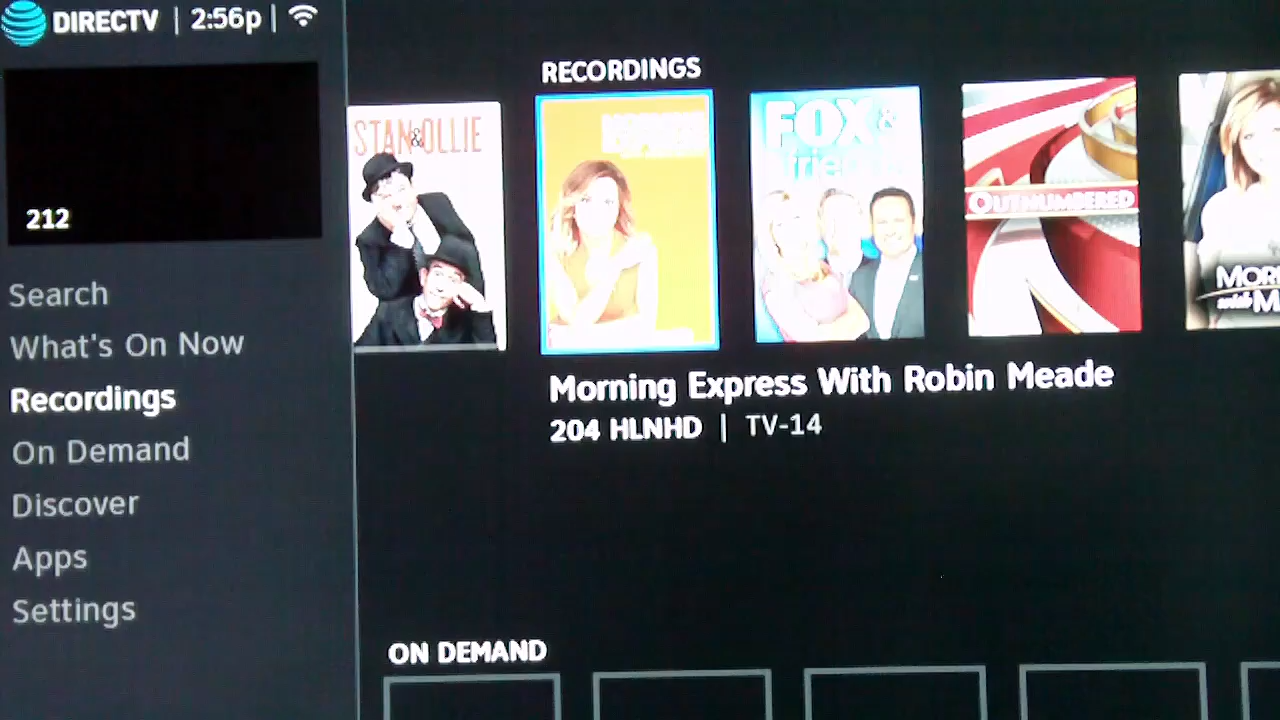 DIRECTV | 2:56p |
212
Search
What's On Now
Recordings
On Demand
Discover
Apps
Settings
RECORDINGS
STAN & OLLIE
FOX &
friends
OUTNUMBERED
Morning Express With Robin Meade
204 HLNHD | TV-14
ON DEMAND